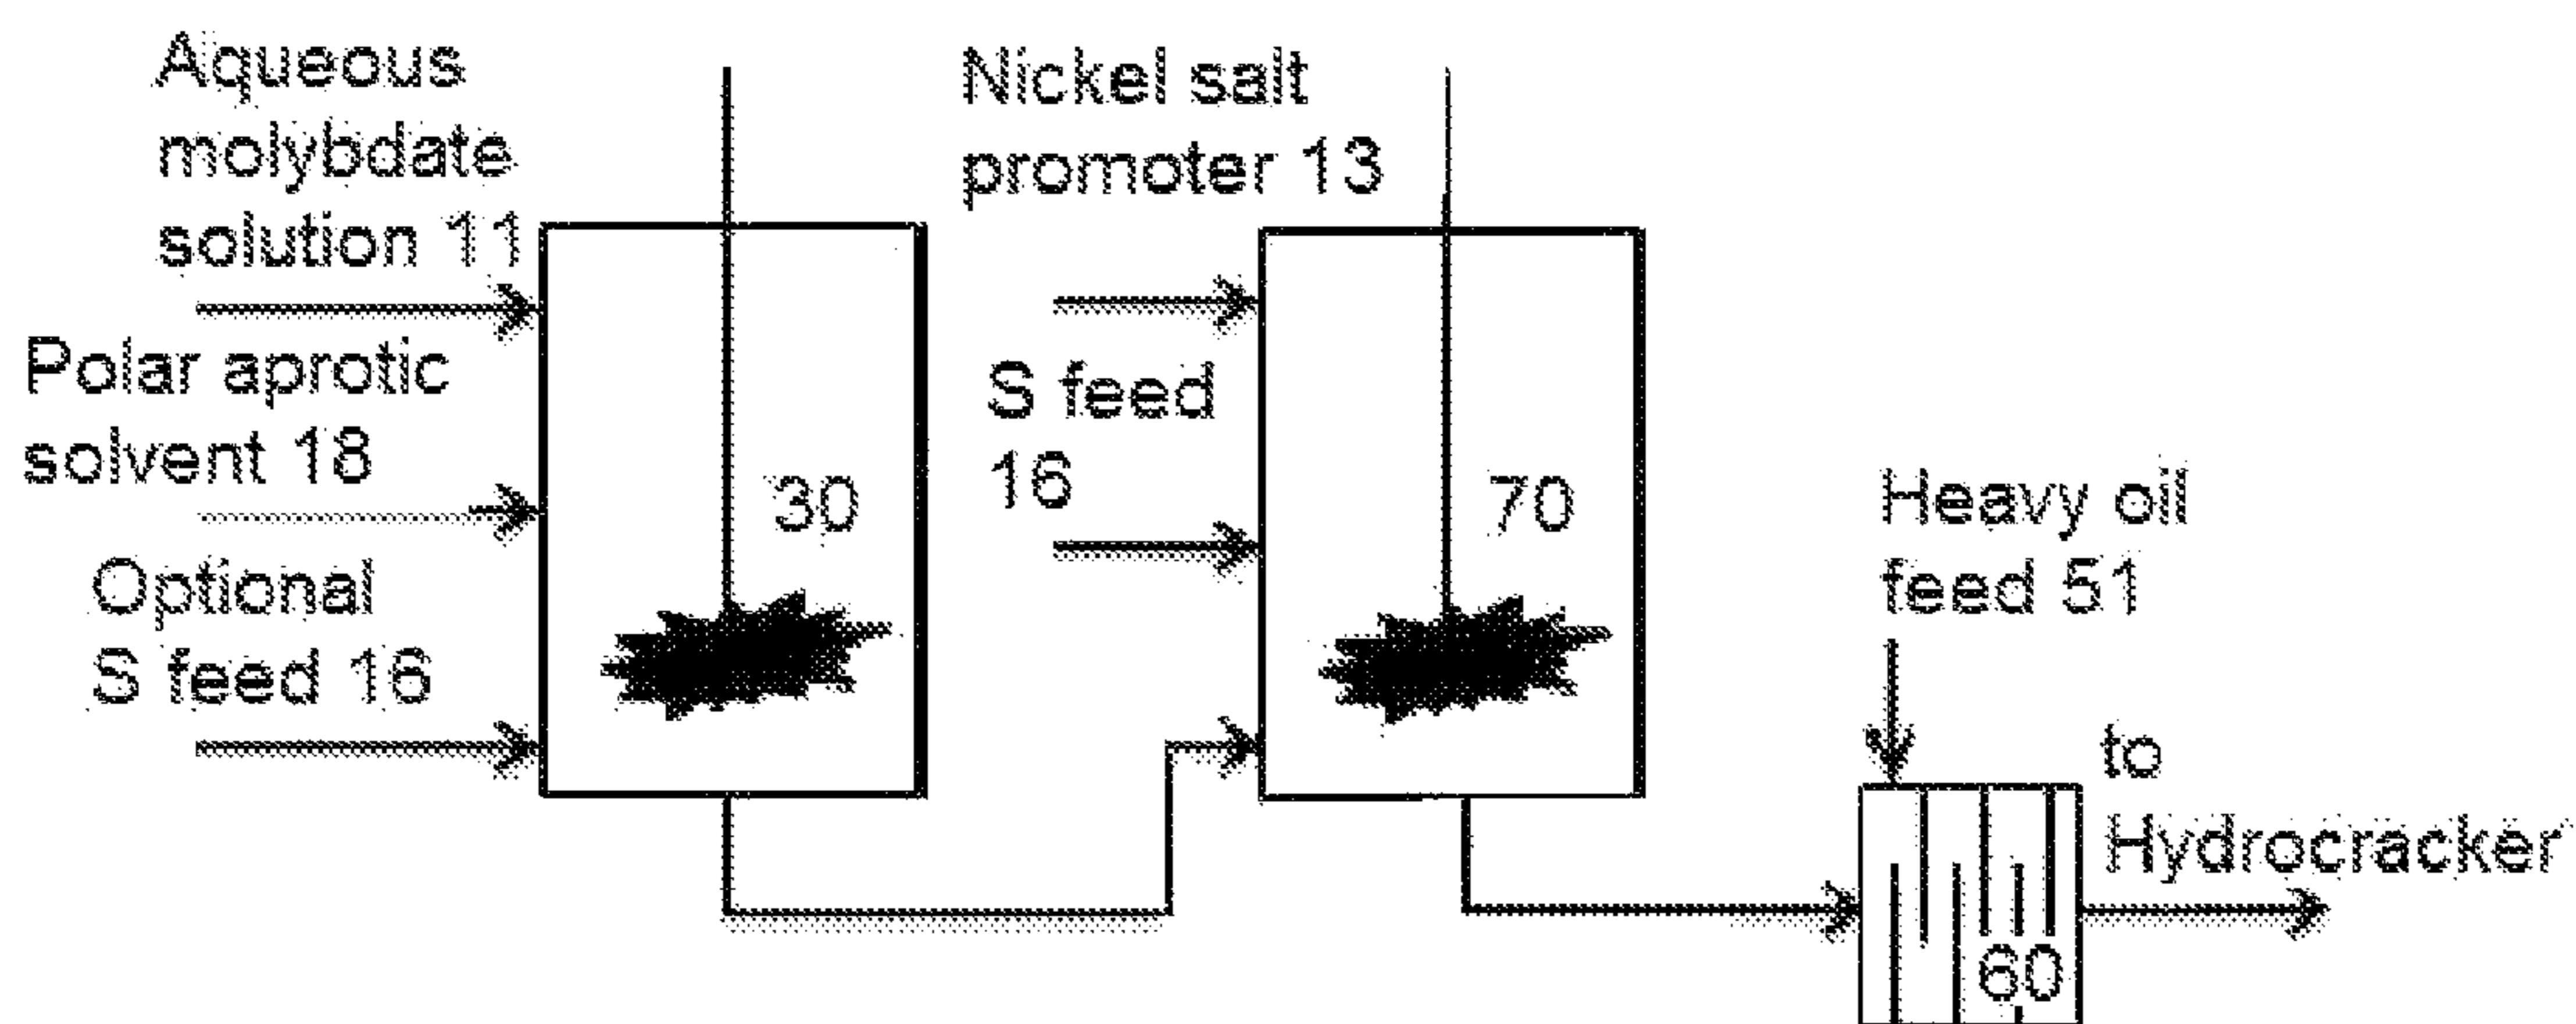 Aqueous
molybdate
solution 11
Polar aprotic
solvent 18
Optional
S feed 16
30
Nickel salt
promoter 13
S feed
16
70
Heavy oil
feed 51
60
to
Hydrocracker